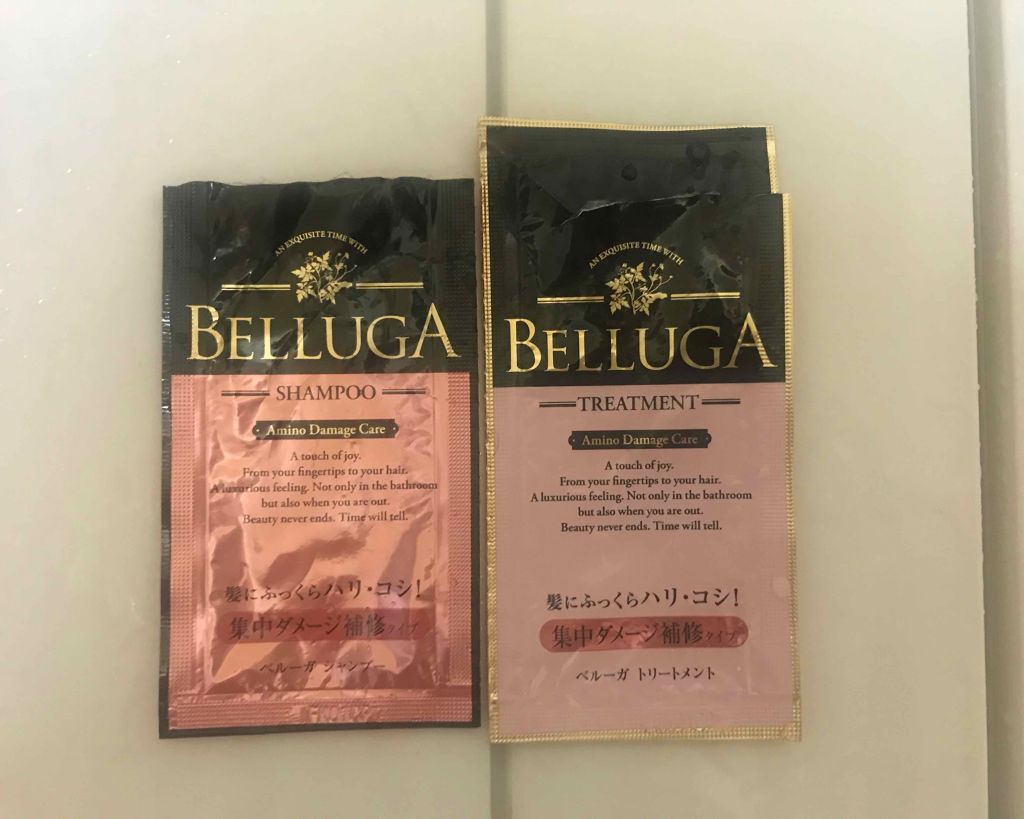 AN EXQUISITE TIME WITH
BELLUGA
SHAMPOO
Amino Damage Care
A touch of joy.
From your fingertips to your hair.
A luxurious feeling. Not only in the bathroom
but also when you are out.
Beauty never ends. Time will tell.
髪にふっくらハリ・コシ!
集中ダメージ補修タイプ
ベルーガ シャンプー
AN EXQUISITE TIME WITH
BELLUGA
TREATMENT
Amino Damage Care
A touch of joy.
From your fingertips to your hair.
A luxurious feeling. Not only in the bathroom
but also when you are out.
Beauty never ends. Time will tell.
髪にふっくらハリ・コシ!
集中ダメージ補修タイプ
ベルーガ トリートメント